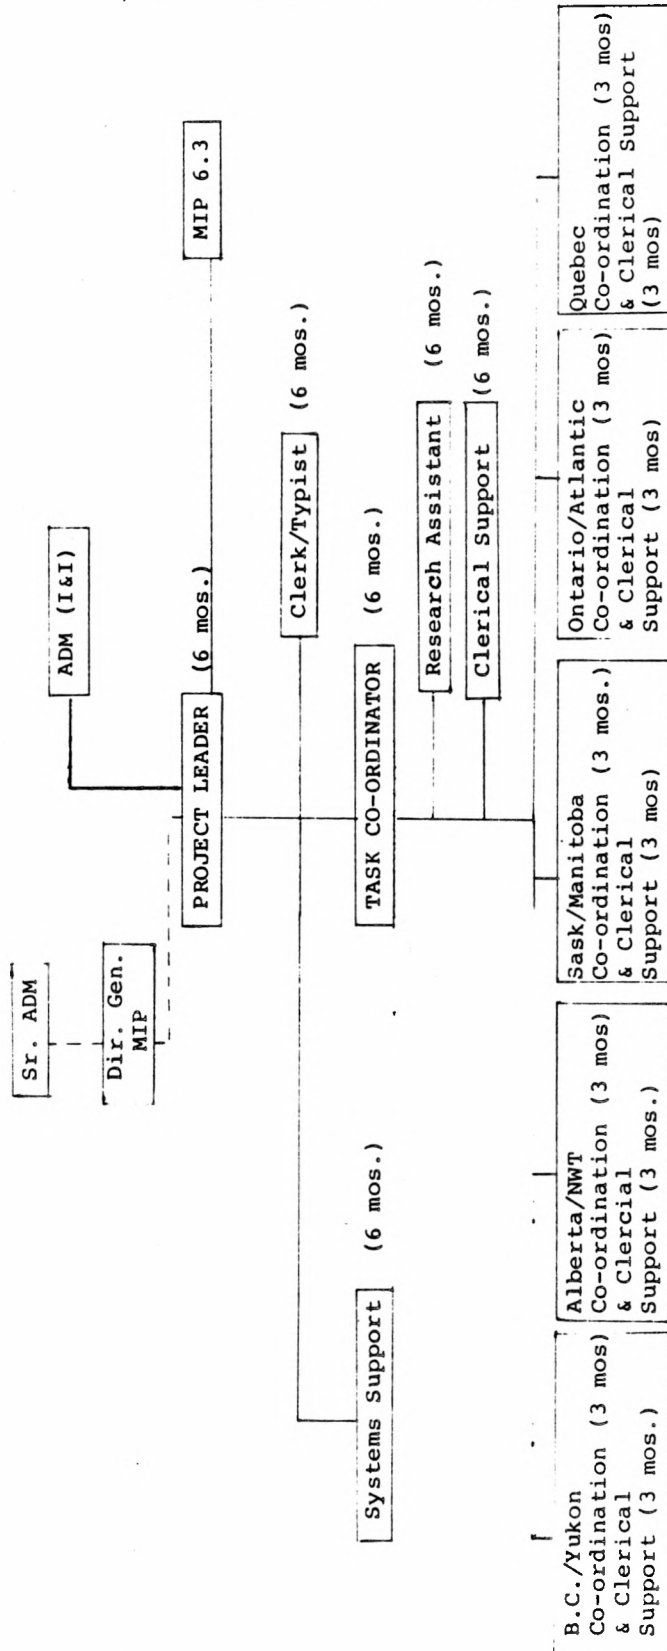 Sr. ADM
ADM (I&I)
Dir. Gen.
MIP
PROJECT LEADER (6 mos.)
MIP 6.3
Clerk/Typist (6 mos.)
Systems Support (6 mos.)
TASK CO-ORDINATOR (6 mos.)
Research Assistant (6 mos.)
Clerical Support (6 mos.)
B.C./Yukon
Co-ordination (3 mos)
& Clerical
Support (3 mos.)
Alberta/NWT
Co-ordination (3 mos)
& Clercial
Support (3 mos.)
Sask/Manitoba
Co-ordination (3 mos.)
& Clerical
Support (3 mos)
Ontario/Atlantic
Co-ordination (3 mos)
& Clerical
Support (3 mos)
Quebec
Co-ordination (3 mos)
& Clerical Support
(3 mos)